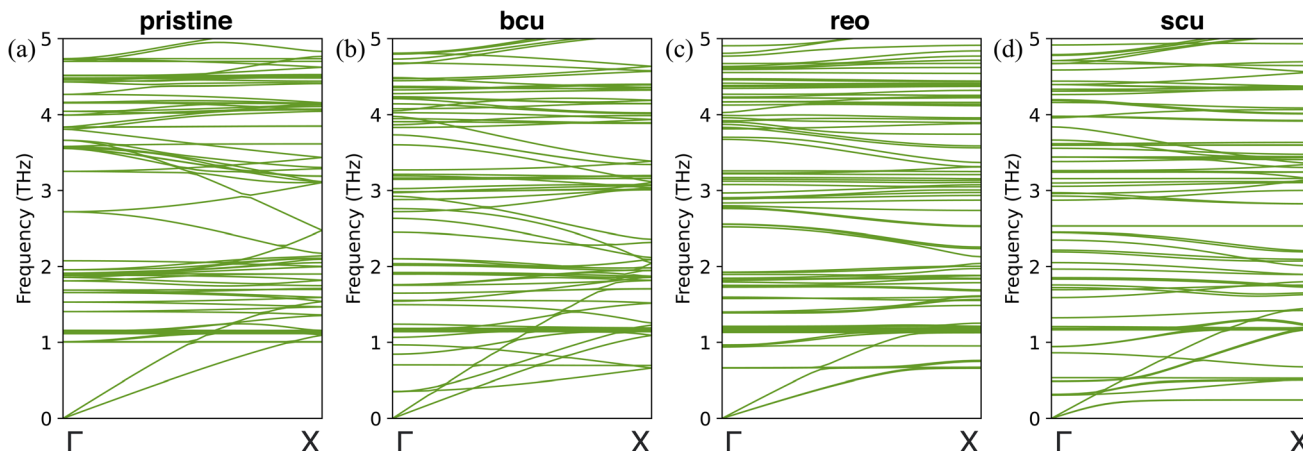 pristine
bcu
reo
scu
(a)
(b)
(c)
(d)
Frequency (THz)
5
4
3
2
1
0
Γ
X
Frequency (THz)
5
4
3
2
1
0
Γ
X
Frequency (THz)
5
4
3
2
1
0
Γ
X
Frequency (THz)
5
4
3
2
1
0
Γ
X